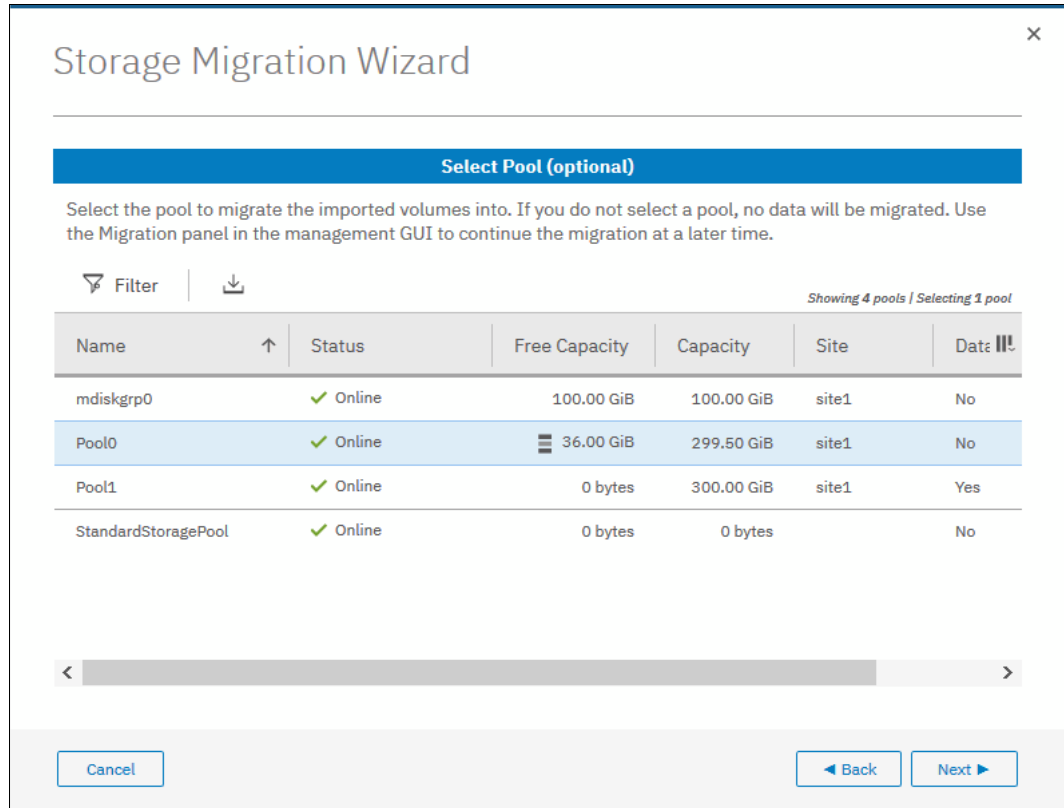 Storage Migration Wizard
Select Pool (optional)
Select the pool to migrate the imported volumes into. If you do not select a pool, no data will be migrated. Use
the Migration panel in the management GUI to continue the migration at a later time.
Filter
Showing 4 pools | Selecting 1 pool
Name Status Free Capacity Capacity Site Data
mdiskgrp0 Online 100.00 GiB 100.00 GiB site1 No
Pool0 Online 36.00 GiB 299.50 GiB site1 No
Pool1 Online 0 bytes 300.00 GiB site1 Yes
StandardStoragePool Online 0 bytes 0 bytes No
Cancel Back Next